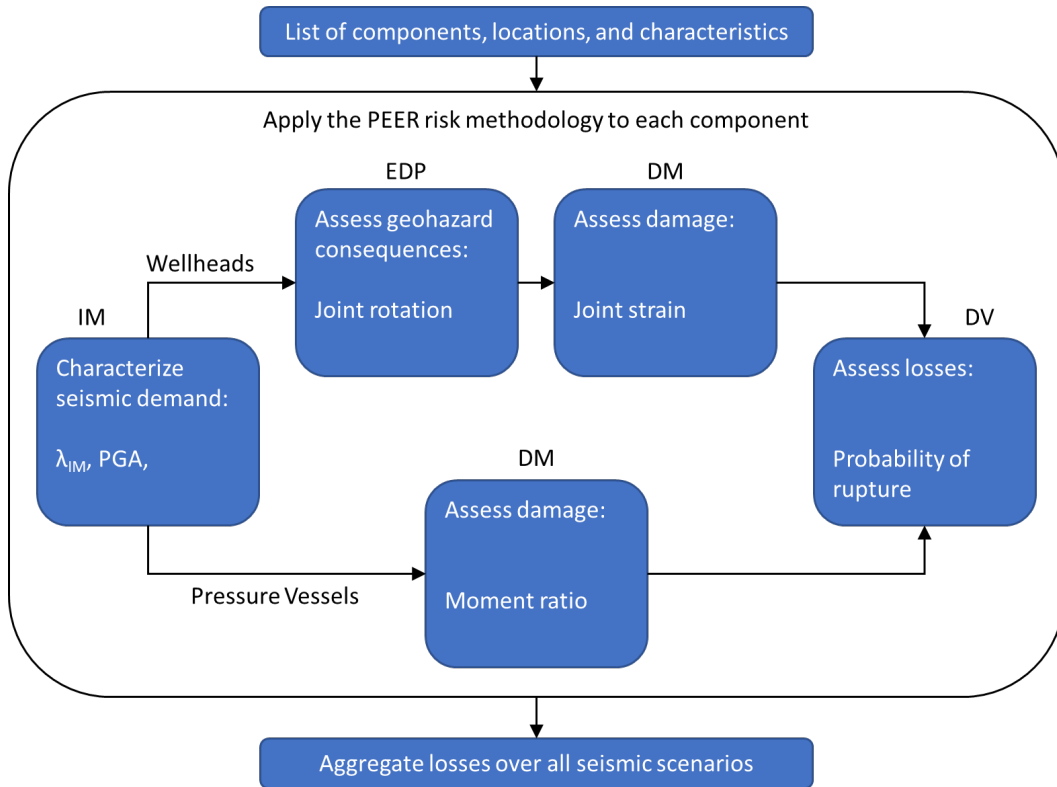 List of components, locations, and characteristics
Apply the PEER risk methodology to each component
EDP
Assess geohazard
consequences:
Joint rotation
DM
Assess damage:
Joint strain
Wellheads
IM
Characterize
seismic demand:
λIM, PGA,
DV
Assess losses:
Probability of
rupture
DM
Assess damage:
Moment ratio
Pressure Vessels
Aggregate losses over all seismic scenarios